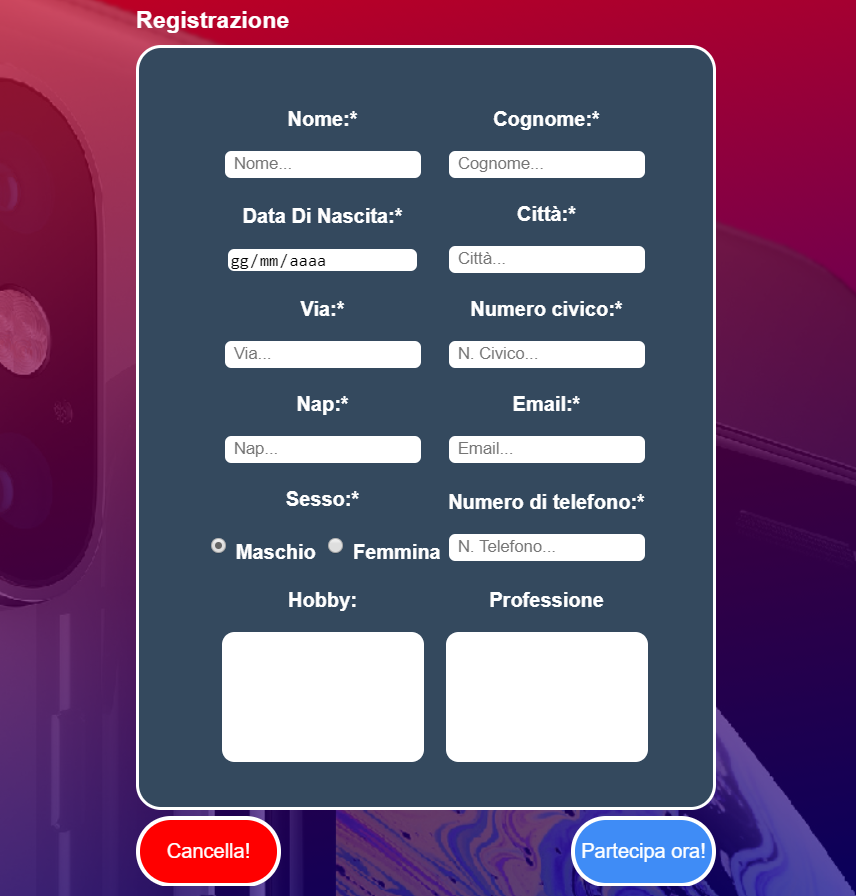 Registrazione
Nome:* Cognome:*
Nome... Cognome...
Data Di Nascita:* Città:*
gg/mm/aaaa Città...
Via:* Numero civico:*
Via... N. Civico...
Nap:* Email:*
Nap... Email...
Sesso:* Numero di telefono:*
Maschio Femmina N. Telefono...
Hobby: Professione
Cancella! Partecipa ora!